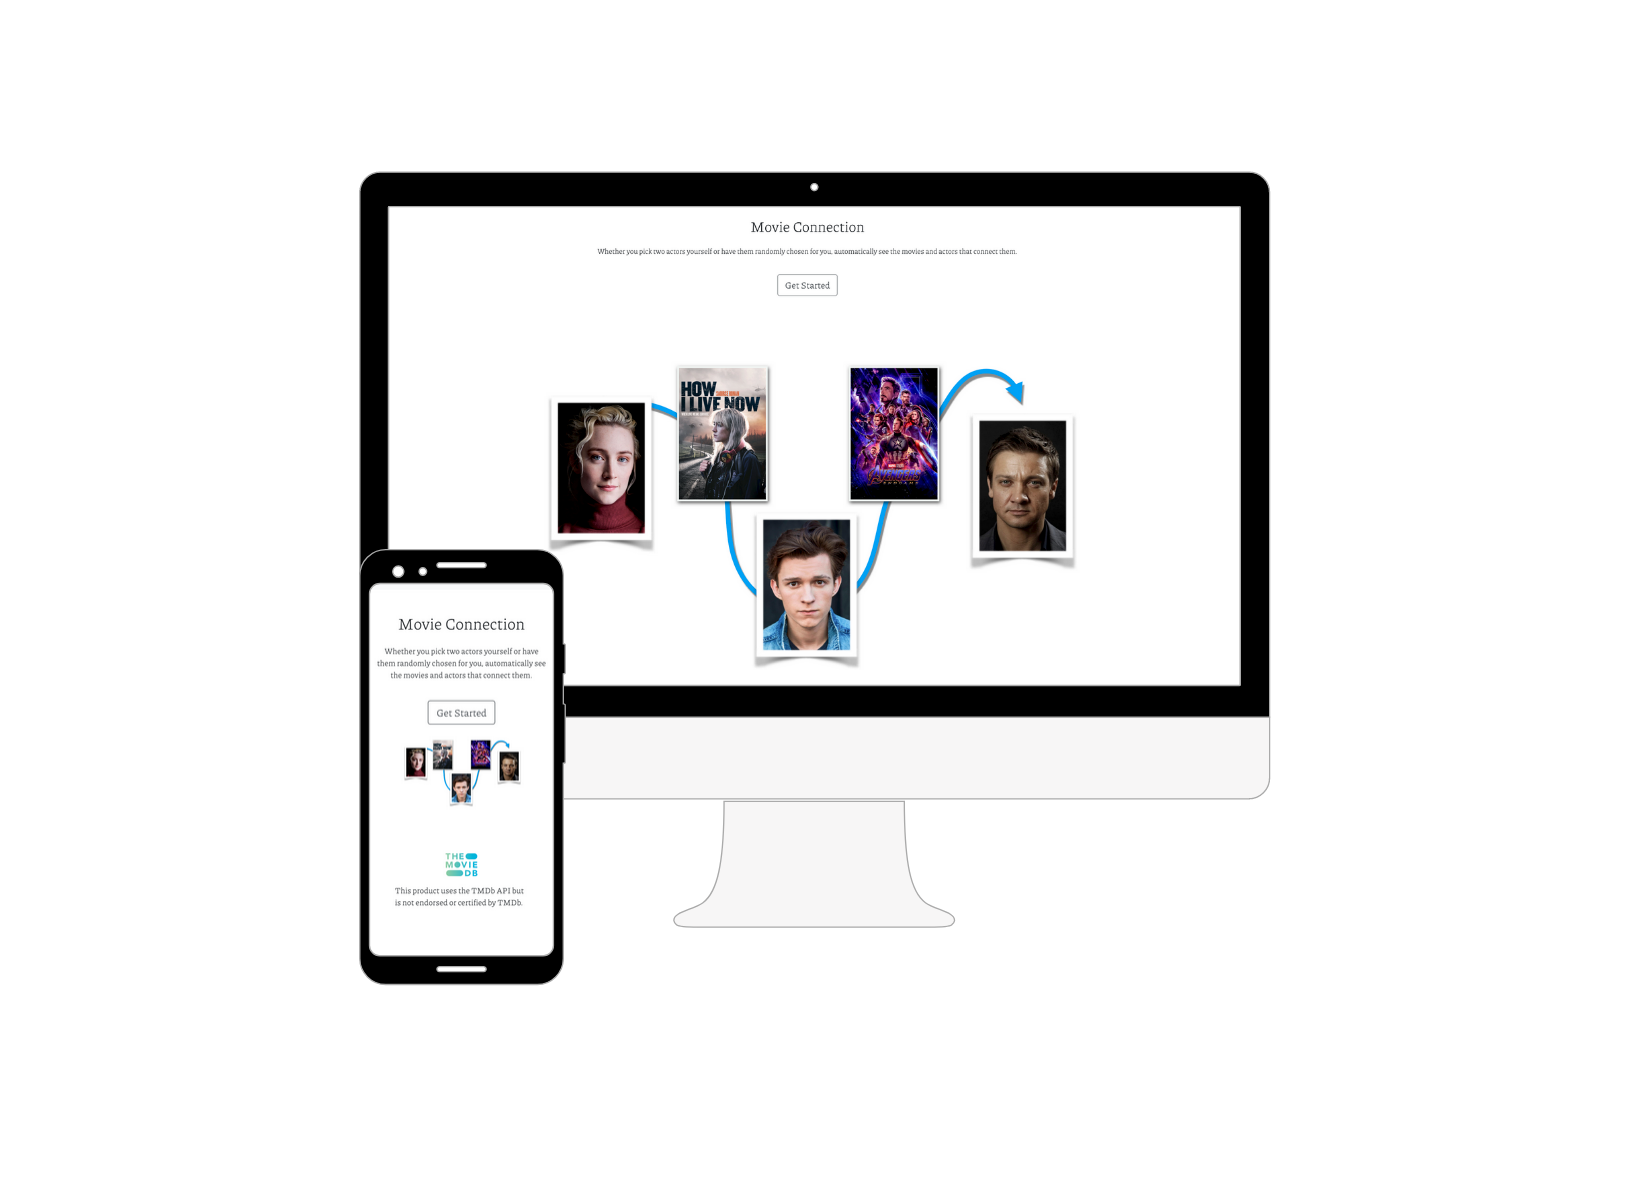 Movie Connection
Whether you pick two actors yourself or have them randomly chosen for you, automatically see the movies and actors that connect them.
Get Started
HOW
I LIVE NOW
AVENGERS
ENDGAME
Movie Connection
Whether you pick two actors yourself or have
them randomly chosen for you, automatically see
the movies and actors that connect them.
Get Started
THE
MOVIE
DB
This product uses the TMDb API but
is not endorsed or certified by TMDb.